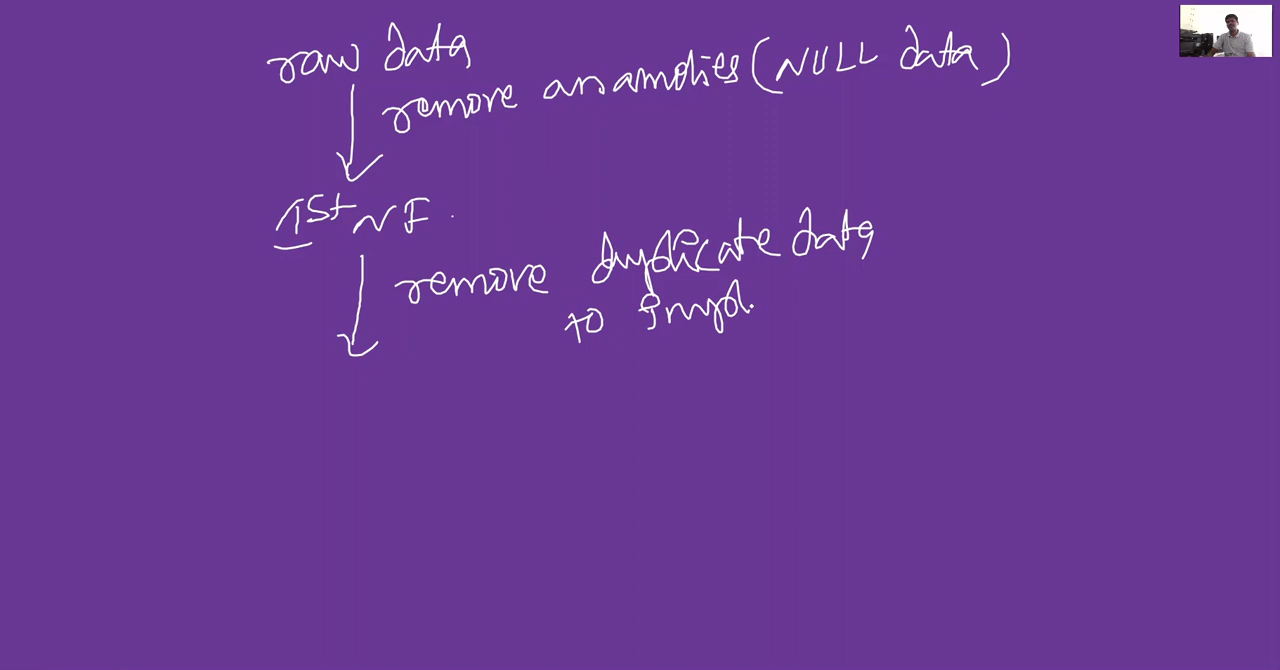 raw data
remove anamolies (NULL data)
1st NF
remove duplicate data
to